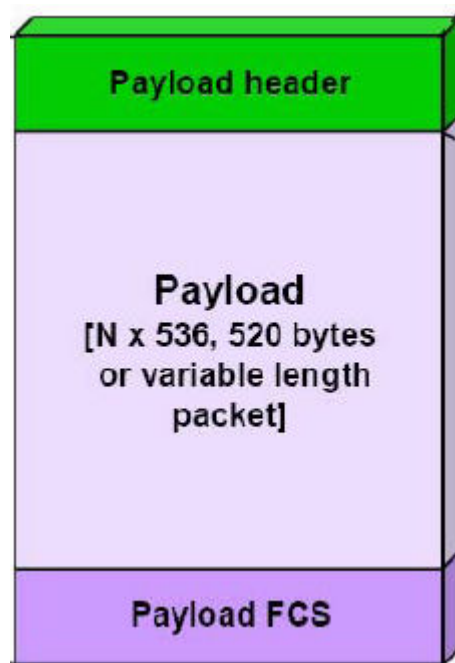 Payload header
Payload
[N x 536, 520 bytes
or variable length
packet]
Payload FCS